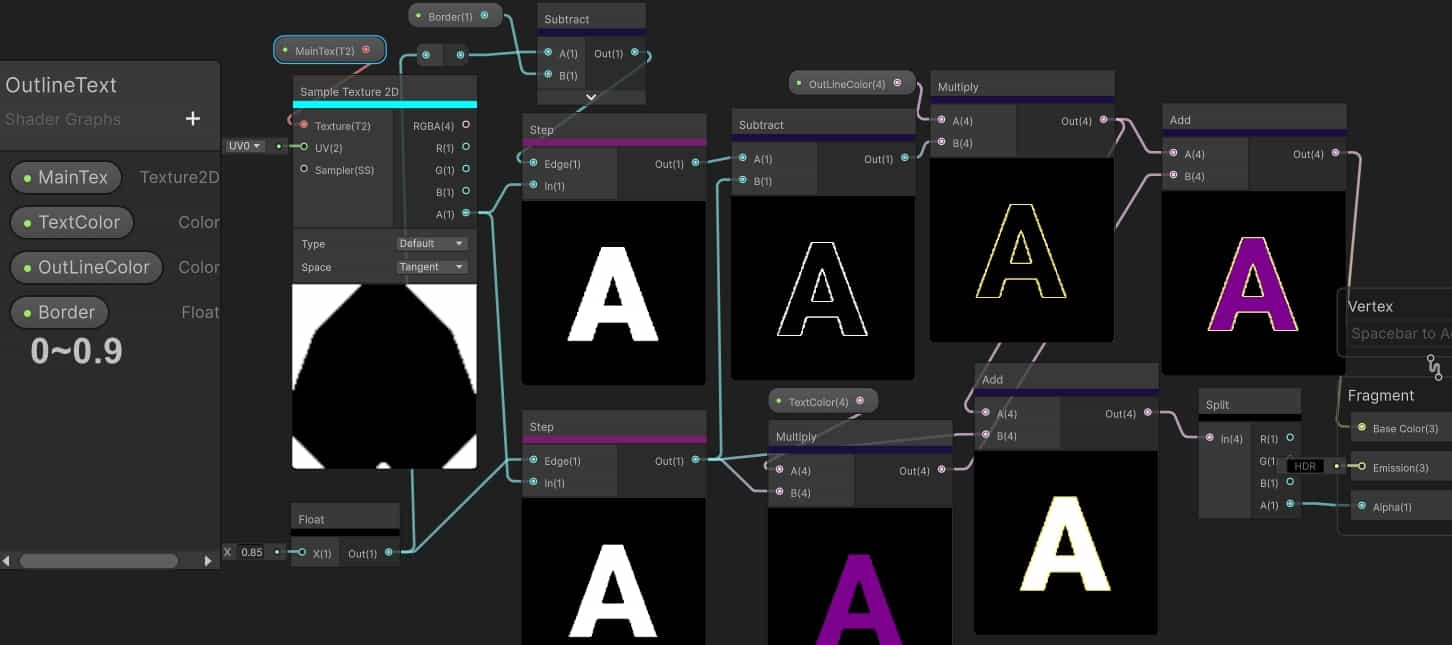 OutlineText
Shader Graphs
+
MainTex Texture2D
TextColor Color
OutLineColor Color
Border Float
0~0.9
MainTex(T2)
Border(1)
Subtract
A(1) Out(1)
B(1)
Sample Texture 2D
Texture(T2) RGBA(4)
UV0 UV(2) R(1)
Sampler(SS) G(1)
B(1)
A(1)
Type Default
Space Tangent
Float
X 0.85 X(1) Out(1)
Step
Edge(1) Out(1)
In(1)
A
Step
Edge(1) Out(1)
In(1)
A
Subtract
A(1) Out(1)
B(1)
A
OutLineColor(4)
Multiply
A(4) Out(4)
B(4)
A
TextColor(4)
Multiply
A(4) Out(4)
B(4)
A
Add
A(4) Out(4)
B(4)
A
Add
A(4) Out(4)
B(4)
A
Split
In(4) R(1)
G(1)
B(1)
A(1)
Vertex
Spacebar to
Fragment
Base Color(3)
HDR Emission(3)
Alpha(1)